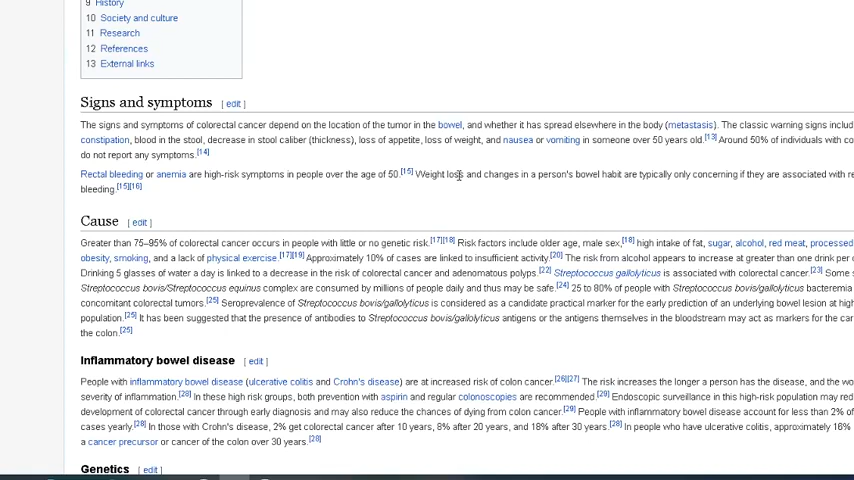 9 History
10 Society and culture
11 Research
12 References
13 External links
Signs and symptoms [ edit ]
The signs and symptoms of colorectal cancer depend on the location of the tumor in the bowel, and whether it has spread elsewhere in the body (metastasis). The classic warning signs includ
constipation, blood in the stool, decrease in stool caliber (thickness), loss of appetite, loss of weight, and nausea or vomiting in someone over 50 years old.[13] Around 50% of individuals with co
do not report any symptoms.[14]
Rectal bleeding or anemia are high-risk symptoms in people over the age of 50.[15] Weight loss and changes in a person's bowel habit are typically only concerning if they are associated with re
bleeding.[15][16]
Cause [ edit ]
Greater than 75–95% of colorectal cancer occurs in people with little or no genetic risk.[17][18] Risk factors include older age, male sex,[18] high intake of fat, sugar, alcohol, red meat, processed
obesity, smoking, and a lack of physical exercise.[17][19] Approximately 10% of cases are linked to insufficient activity.[20] The risk from alcohol appears to increase at greater than one drink per d
Drinking 5 glasses of water a day is linked to a decrease in the risk of colorectal cancer and adenomatous polyps.[22] Streptococcus gallolyticus is associated with colorectal cancer.[23] Some s
Streptococcus bovis/Streptococcus equinus complex are consumed by millions of people daily and thus may be safe.[24] 25 to 80% of people with Streptococcus bovis/gallolyticus bacteremia
concomitant colorectal tumors.[25] Seroprevalence of Streptococcus bovis/gallolyticus is considered as a candidate practical marker for the early prediction of an underlying bowel lesion at high
population.[25] It has been suggested that the presence of antibodies to Streptococcus bovis/gallolyticus antigens or the antigens themselves in the bloodstream may act as markers for the car
the colon.[25]
Inflammatory bowel disease [ edit ]
People with inflammatory bowel disease (ulcerative colitis and Crohn's disease) are at increased risk of colon cancer.[26][27] The risk increases the longer a person has the disease, and the wo
severity of inflammation.[28] In these high risk groups, both prevention with aspirin and regular colonoscopies are recommended.[29] Endoscopic surveillance in this high-risk population may red
development of colorectal cancer through early diagnosis and may also reduce the chances of dying from colon cancer.[29] People with inflammatory bowel disease account for less than 2% of
cases yearly.[28] In those with Crohn's disease, 2% get colorectal cancer after 10 years, 8% after 20 years, and 18% after 30 years.[28] In people who have ulcerative colitis, approximately 16%
a cancer precursor or cancer of the colon over 30 years.[28]
Genetics [ edit ]